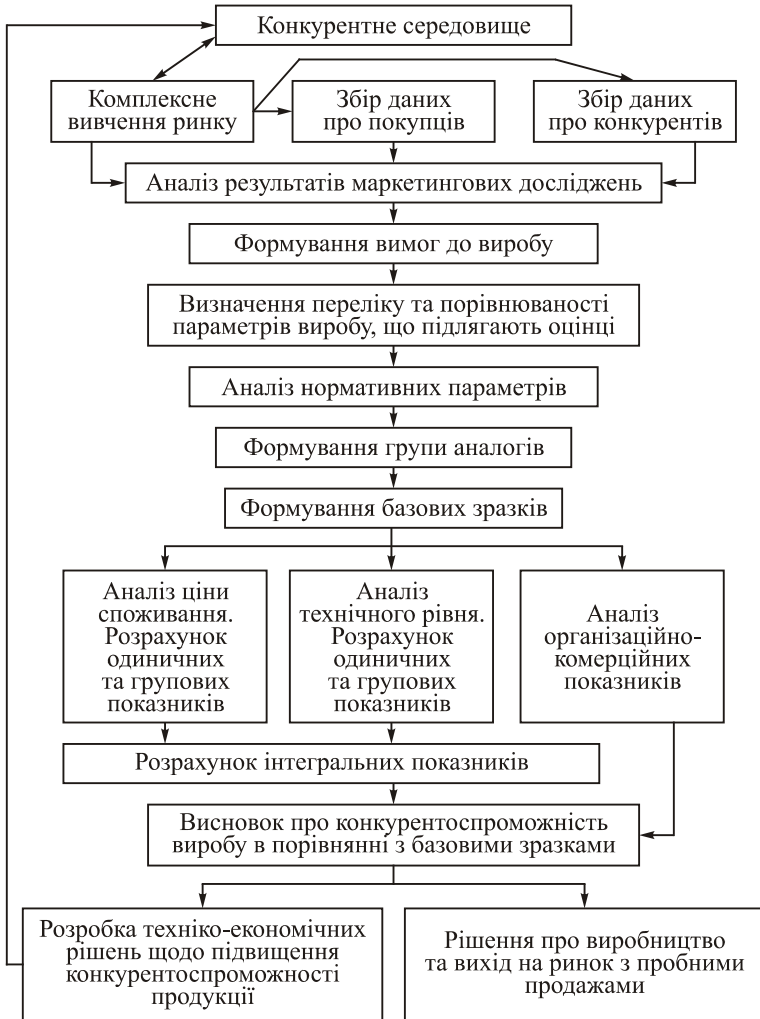 Конкурентне середовище
Комплексне
вивчення ринку
Збір даних
про покупців
Збір даних
про конкурентів
Аналіз результатів маркетингових досліджень
Формування вимог до виробу
Визначення переліку та порівнюваності
параметрів виробу, що підлягають оцінці
Аналіз нормативних параметрів
Формування групи аналогів
Формування базових зразків
Аналіз ціни
споживання.
Розрахунок
одиничних
та групових
показників
Аналіз
технічного рівня.
Розрахунок
одиничних
та групових
показників
Аналіз
організаційно-
комерційних
показників
Розрахунок інтегральних показників
Висновок про конкурентоспроможність
виробу в порівнянні з базовими зразками
Розробка техніко-економічних
рішень щодо підвищення
конкурентоспроможності
продукції
Рішення про виробництво
та вихід на ринок з пробними
продажами